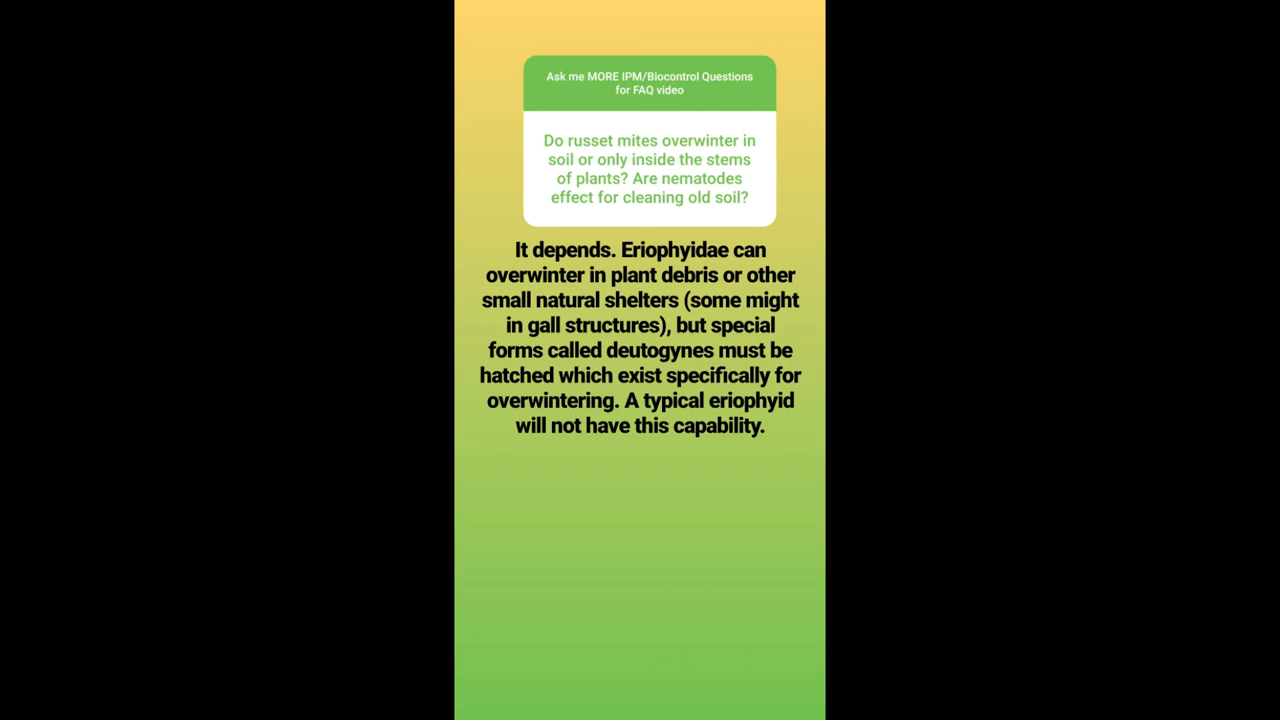 Ask me MORE IPM/Biocontrol Questions
for FAQ video
Do russet mites overwinter in
soil or only inside the stems
of plants? Are nematodes
effect for cleaning old soil?
It depends. Eriophyidae can
overwinter in plant debris or other
small natural shelters (some might
in gall structures), but special
forms called deutogynes must be
hatched which exist specifically for
overwintering. A typical eriophyid
will not have this capability.